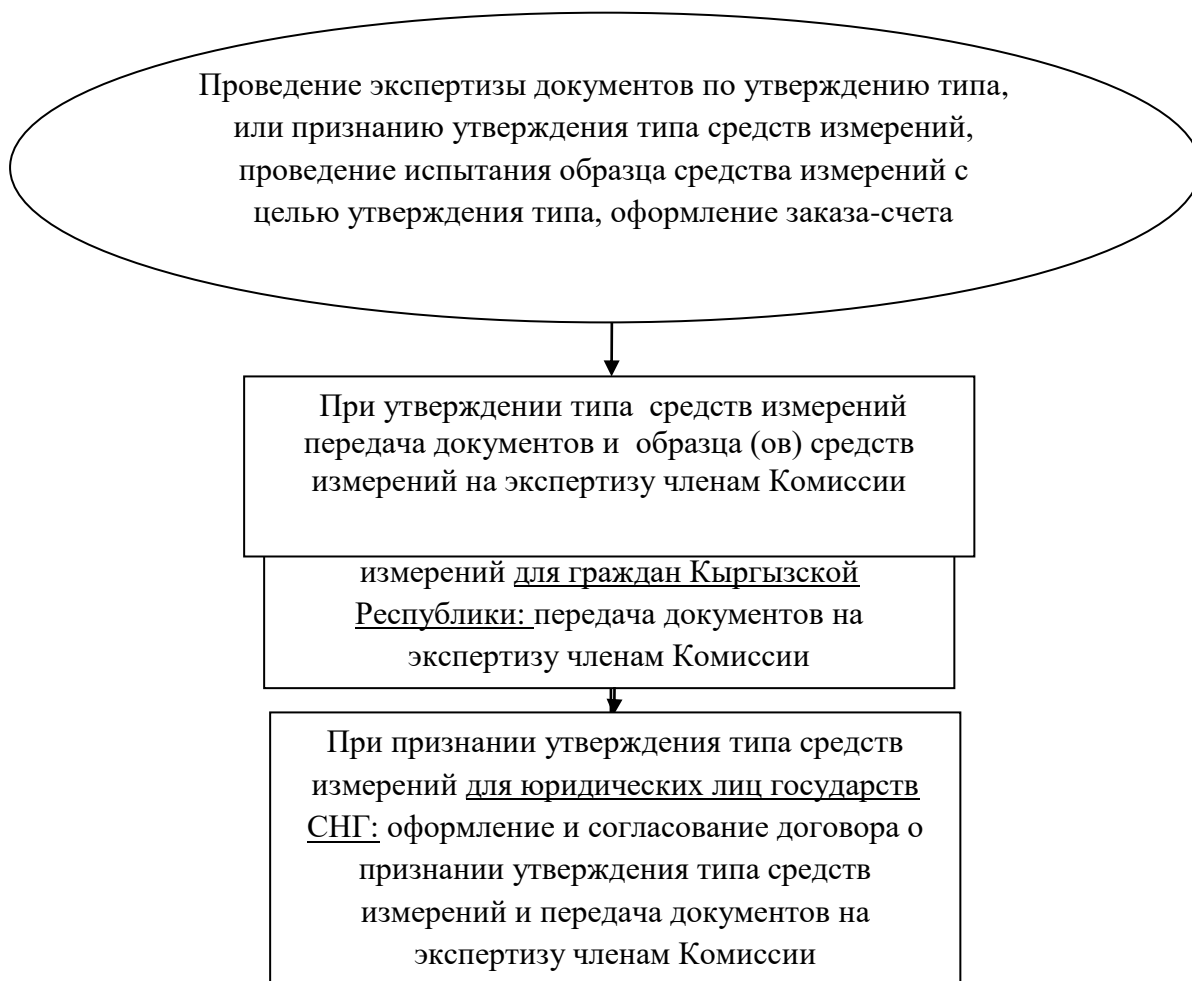 Проведение экспертизы документов по утверждению типа,
или признанию утверждения типа средств измерений,
проведение испытания образца средства измерений с
целью утверждения типа, оформление заказа-счета
При утверждении типа средств измерений
передача документов и образца (ов) средств
измерений на экспертизу членам Комиссии
измерений для граждан Кыргызской
Республики: передача документов на
экспертизу членам Комиссии
При признании утверждения типа средств
измерений для юридических лиц государств
СНГ: оформление и согласование договора о
признании утверждения типа средств
измерений и передача документов на
экспертизу членам Комиссии